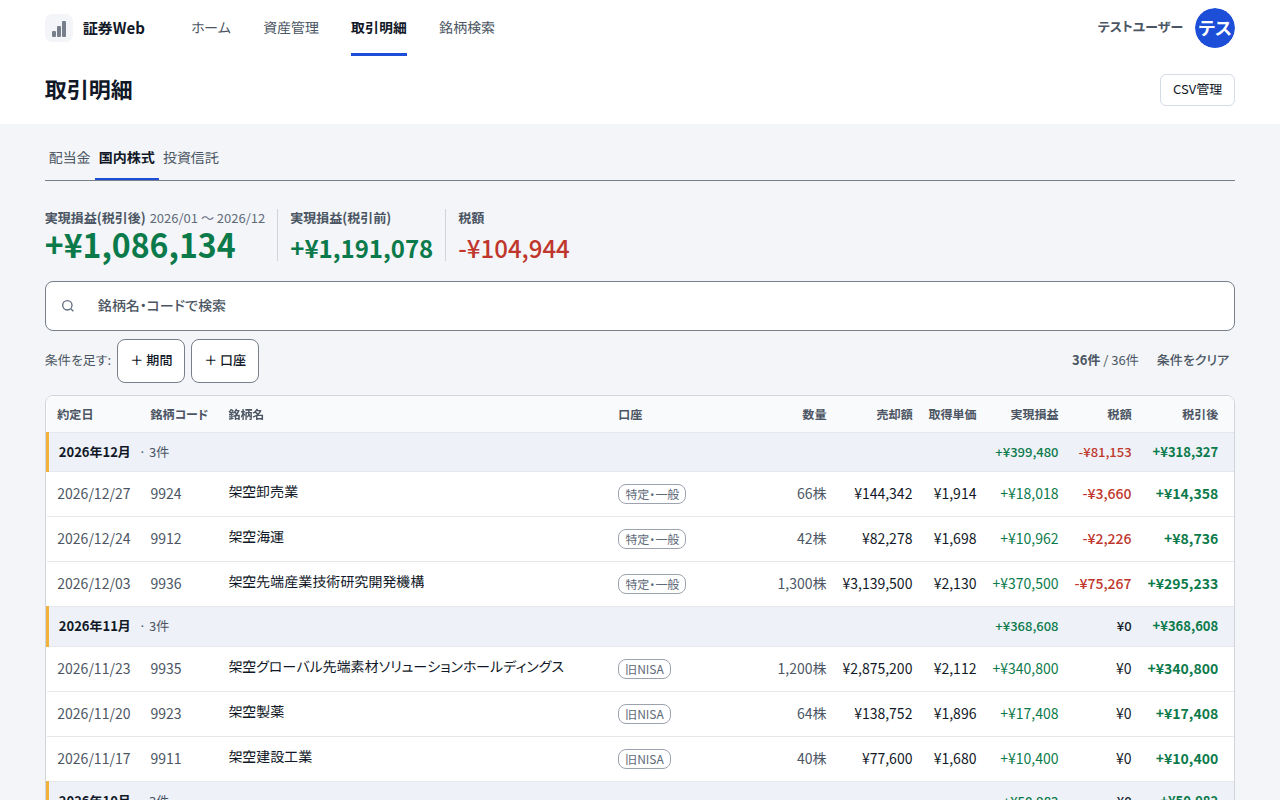 証券Web ホーム 資産管理 取引明細 銘柄検索 テストユーザー テス
取引明細 CSV管理
配当金 国内株式 投資信託
実現損益(税引後) 2026/01 〜 2026/12 実現損益(税引前) 税額
+¥1,086,134 +¥1,191,078 -¥104,944
銘柄名・コードで検索
条件を足す: ＋ 期間 ＋ 口座 36件 / 36件 条件をクリア
約定日 銘柄コード 銘柄名 口座 数量 売却額 取得単価 実現損益 税額 税引後
2026年12月 · 3件 +¥399,480 -¥81,153 +¥318,327
2026/12/27 9924 架空卸売業 特定・一般 66株 ¥144,342 ¥1,914 +¥18,018 -¥3,660 +¥14,358
2026/12/24 9912 架空海運 特定・一般 42株 ¥82,278 ¥1,698 +¥10,962 -¥2,226 +¥8,736
2026/12/03 9936 架空先端産業技術研究開発機構 特定・一般 1,300株 ¥3,139,500 ¥2,130 +¥370,500 -¥75,267 +¥295,233
2026年11月 · 3件 +¥368,608 ¥0 +¥368,608
2026/11/23 9935 架空グローバル先端素材ソリューションホールディングス 旧NISA 1,200株 ¥2,875,200 ¥2,112 +¥340,800 ¥0 +¥340,800
2026/11/20 9923 架空製薬 旧NISA 64株 ¥138,752 ¥1,896 +¥17,408 ¥0 +¥17,408
2026/11/17 9911 架空建設工業 旧NISA 40株 ¥77,600 ¥1,680 +¥10,400 ¥0 +¥10,400